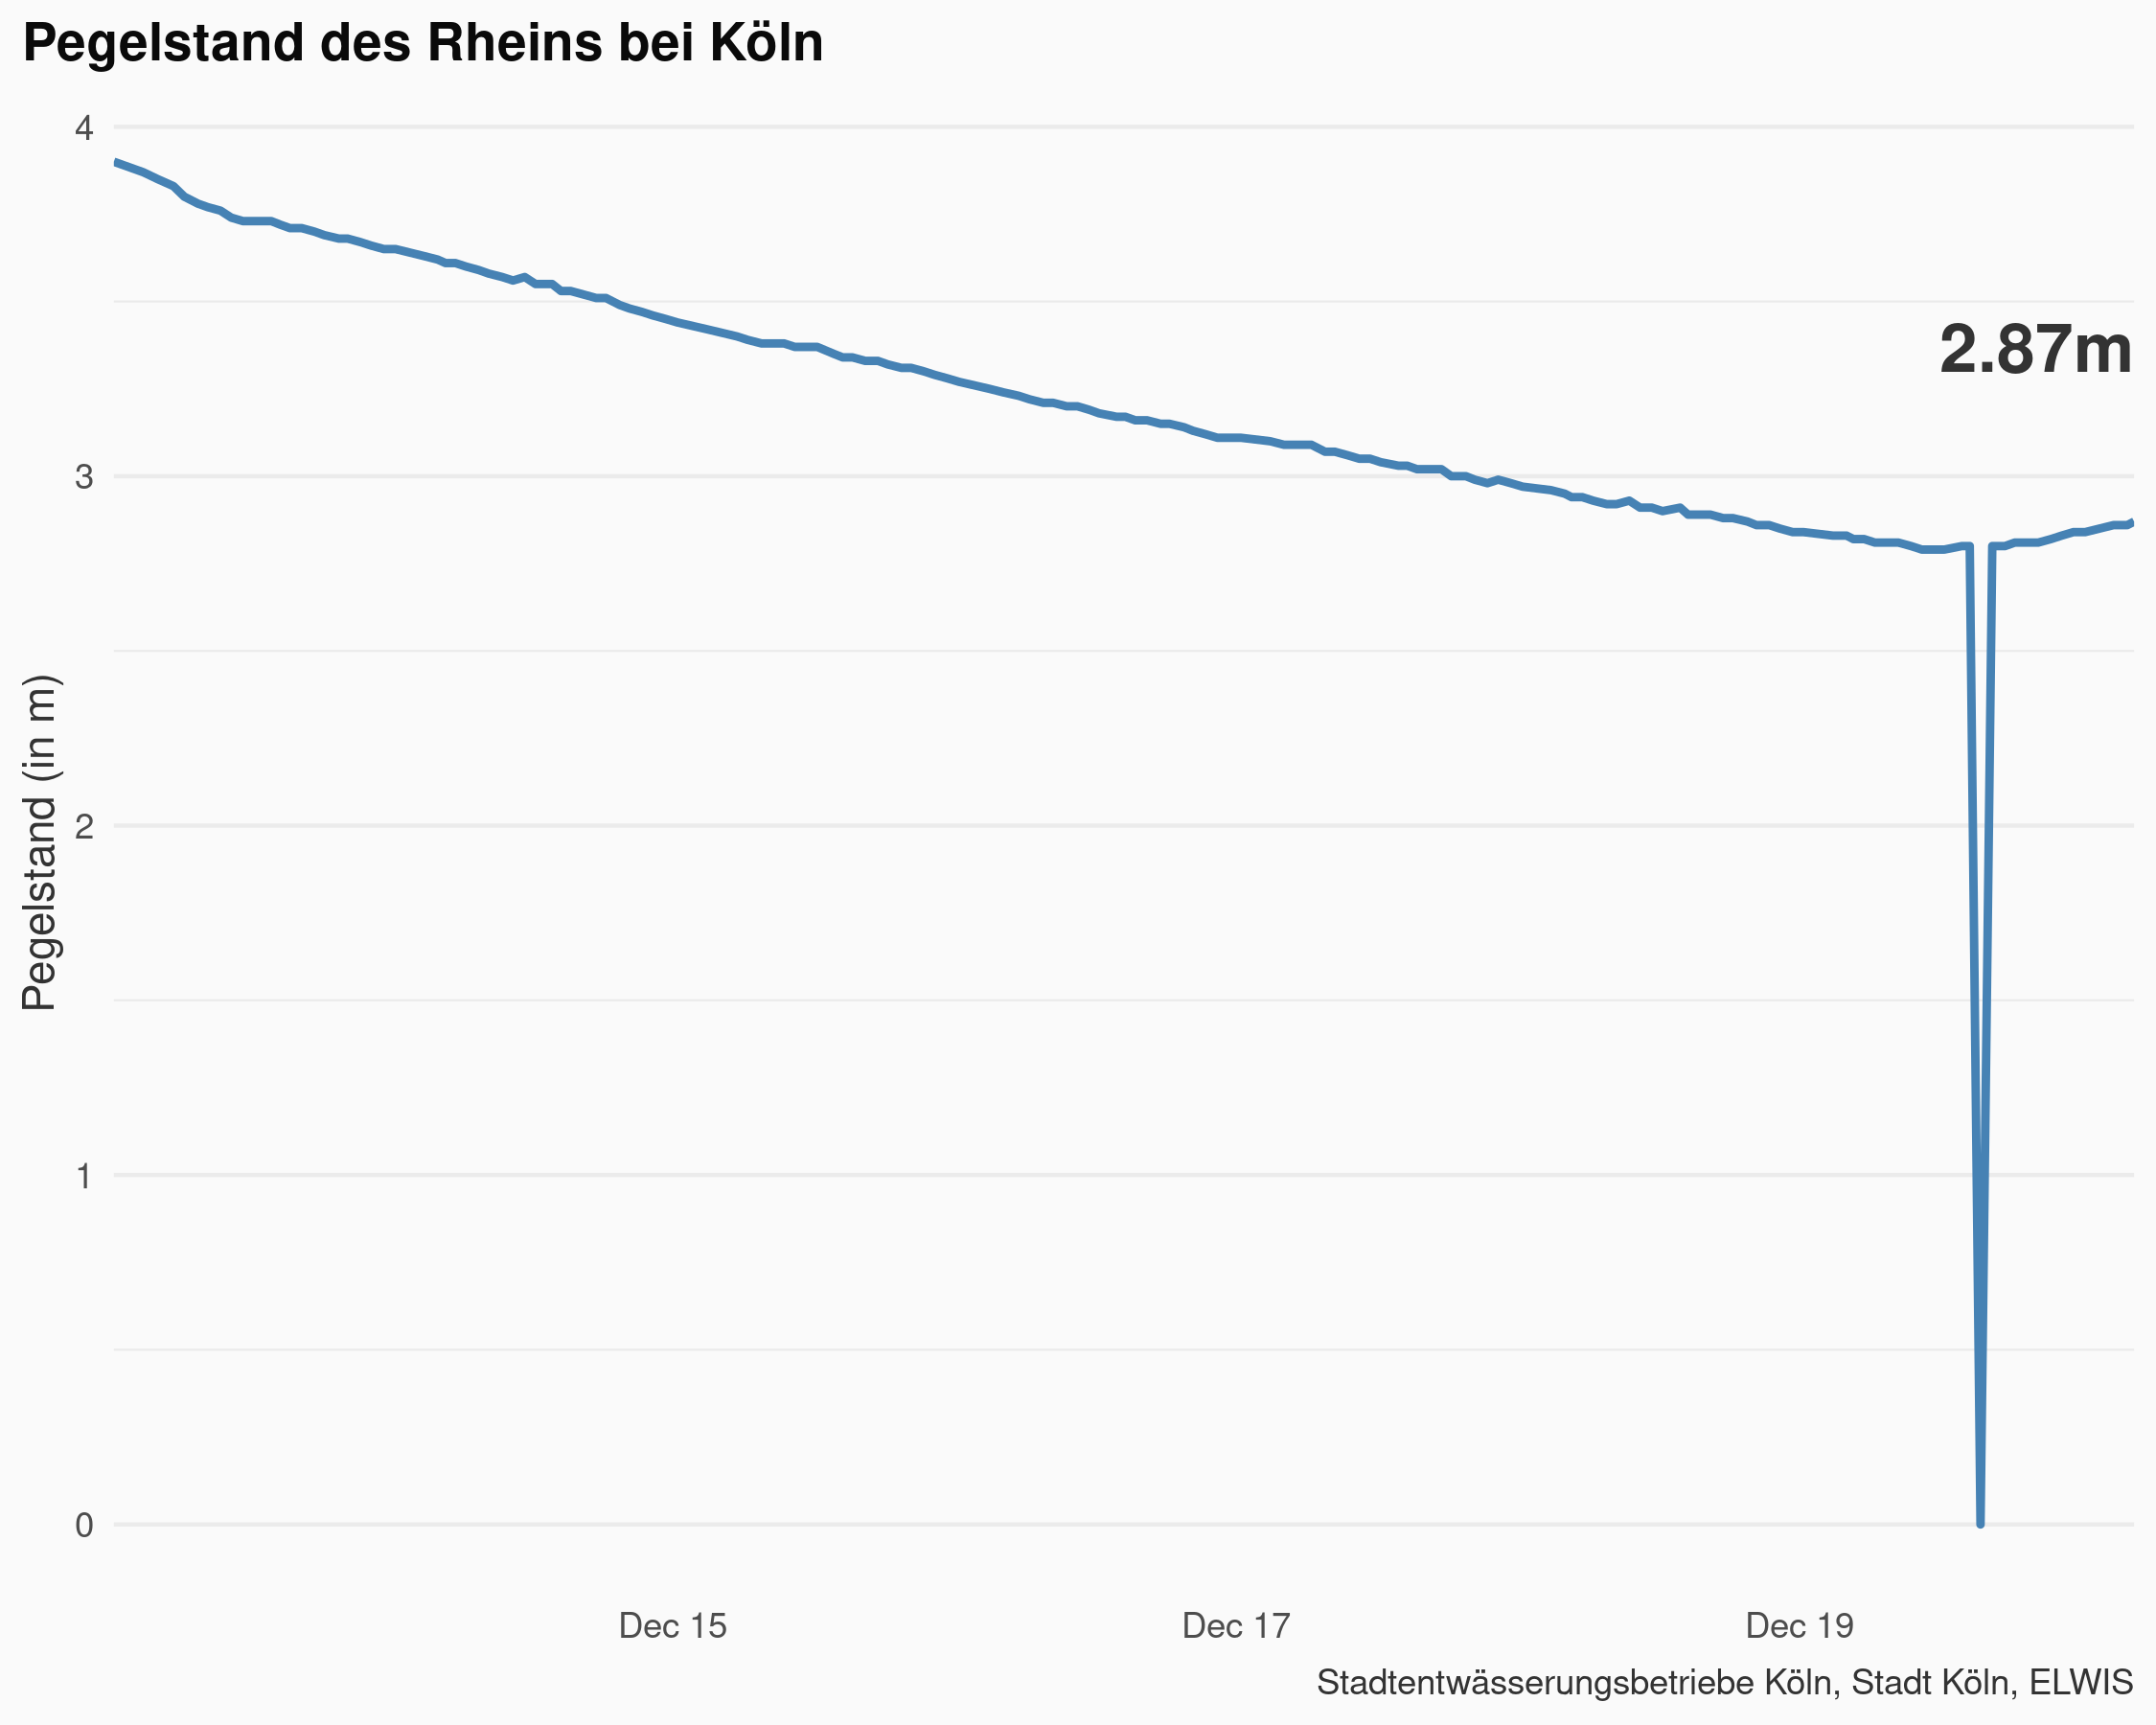 Pegelstand des Rheins bei Köln
4
2.87m
3
Pegelstand (in m)
2
1
0
Dec 15
Dec 17
Dec 19
Stadtentwässerungsbetriebe Köln, Stadt Köln, ELWIS